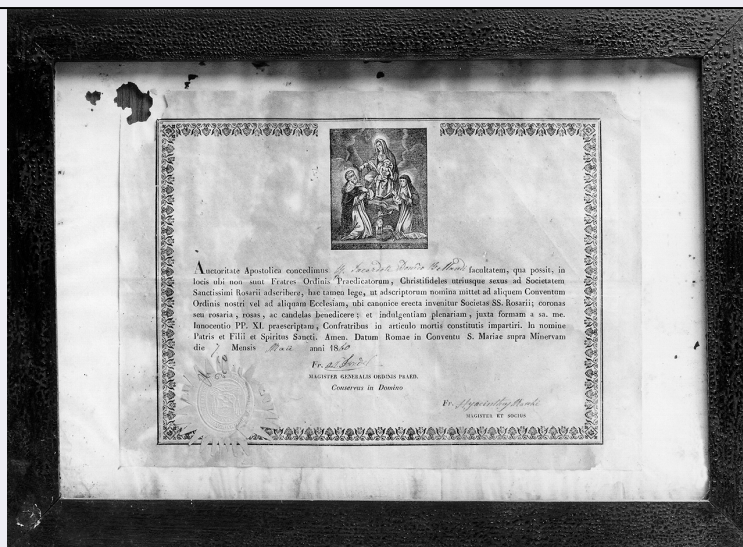 Auctoritate Apostolica concedimus facultatem, qua possit, in
locis ubi non sunt Fratres Ordinis Praedicatorum, Christifideles utriusque sexus ad Societatem
Sanctissimi Rosarii adscribere, hac tamen lege, ut adscriptorum nomina mittet ad aliquem Conventum
Ordinis nostri vel ad aliquam Ecclesiam, ubi canonice erecta invenitur Societas SS. Rosarii; coronas
seu rosaria, rosas, ac candelas benedicere; et indulgentiam plenariam, juxta formam a sa. me.
Innocentio PP. XI. praescriptam, Confratribus in articulo mortis constitutis impartiri. In nomine
Patris et Filii et Spiritus Sancti. Amen. Datum Romae in Conventu S. Mariae supra Minervam
die 7 Mensis anni 18
Fr.
MAGISTER GENERALIS ORDINIS PRAED.
Conservus in Domino
Fr.
MAGISTER ET SOCIUS